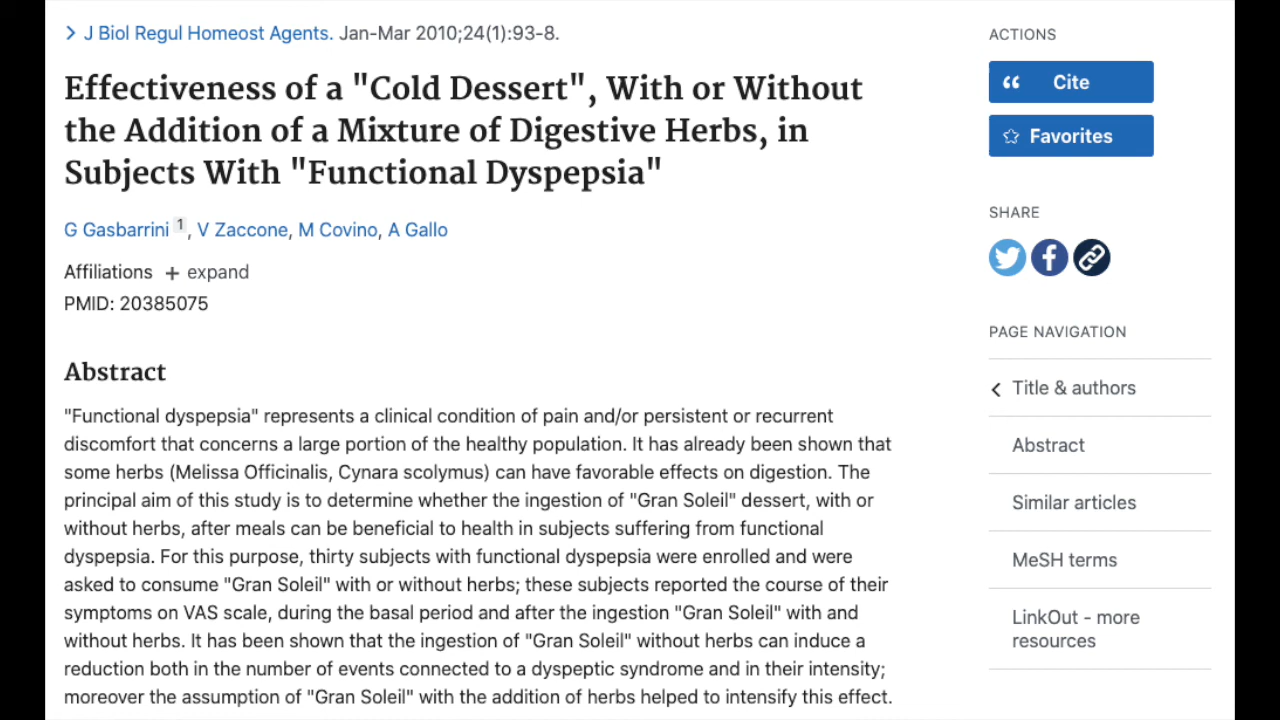 J Biol Regul Homeost Agents. Jan-Mar 2010;24(1):93-8.
Effectiveness of a "Cold Dessert", With or Without
the Addition of a Mixture of Digestive Herbs, in
Subjects With "Functional Dyspepsia"
G Gasbarrini 1, V Zaccone, M Covino, A Gallo
Affiliations + expand
PMID: 20385075
Abstract
"Functional dyspepsia" represents a clinical condition of pain and/or persistent or recurrent
discomfort that concerns a large portion of the healthy population. It has already been shown that
some herbs (Melissa Officinalis, Cynara scolymus) can have favorable effects on digestion. The
principal aim of this study is to determine whether the ingestion of "Gran Soleil" dessert, with or
without herbs, after meals can be beneficial to health in subjects suffering from functional
dyspepsia. For this purpose, thirty subjects with functional dyspepsia were enrolled and were
asked to consume "Gran Soleil" with or without herbs; these subjects reported the course of their
symptoms on VAS scale, during the basal period and after the ingestion "Gran Soleil" with and
without herbs. It has been shown that the ingestion of "Gran Soleil" without herbs can induce a
reduction both in the number of events connected to a dyspeptic syndrome and in their intensity;
moreover the assumption of "Gran Soleil" with the addition of herbs helped to intensify this effect.
ACTIONS
Cite
Favorites
SHARE
PAGE NAVIGATION
Title & authors
Abstract
Similar articles
MeSH terms
LinkOut - more
resources